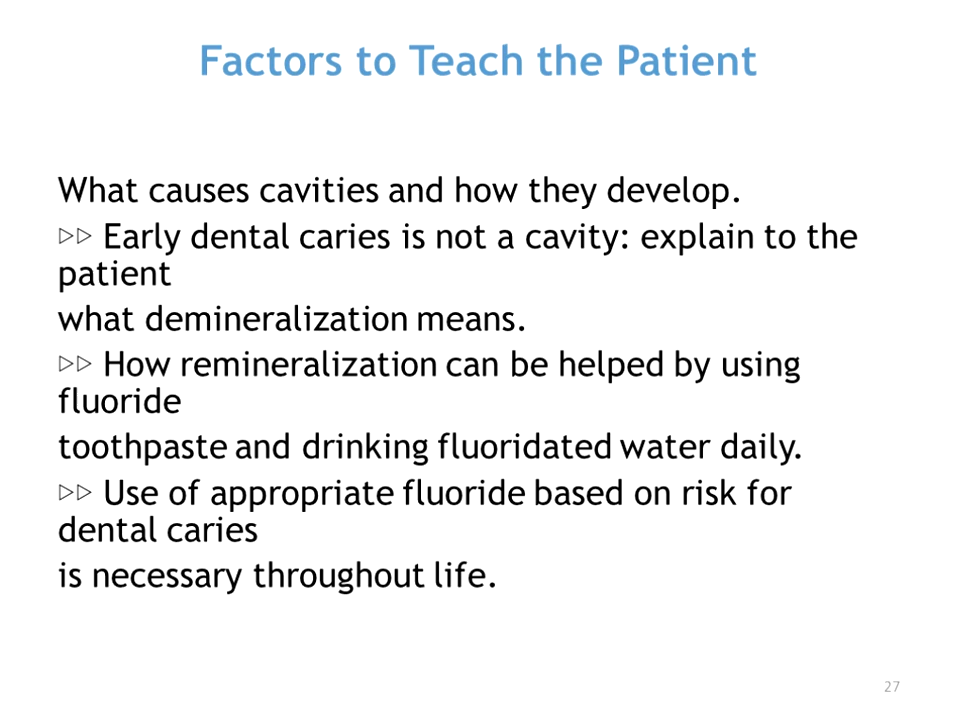 Factors to Teach the Patient
What causes cavities and how they develop.
▷▷ Early dental caries is not a cavity: explain to the
patient
what demineralization means.
▷▷ How remineralization can be helped by using
fluoride
toothpaste and drinking fluoridated water daily.
▷▷ Use of appropriate fluoride based on risk for
dental caries
is necessary throughout life.
27